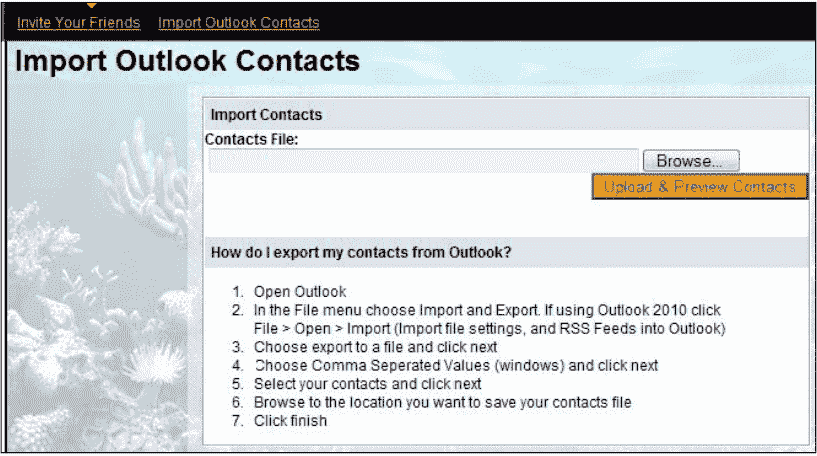 Invite Your Friends Import Outlook Contacts
Import Outlook Contacts
Import Contacts
Contacts File:
Browse...
Upload & Preview Contacts
How do I export my contacts from Outlook?
1. Open Outlook
2. In the File menu choose Import and Export. If using Outlook 2010 click
File > Open > Import (Import file settings, and RSS Feeds into Outlook)
3. Choose export to a file and click next
4. Choose Comma Seperated Values (windows) and click next
5. Select your contacts and click next
6. Browse to the location you want to save your contacts file
7. Click finish